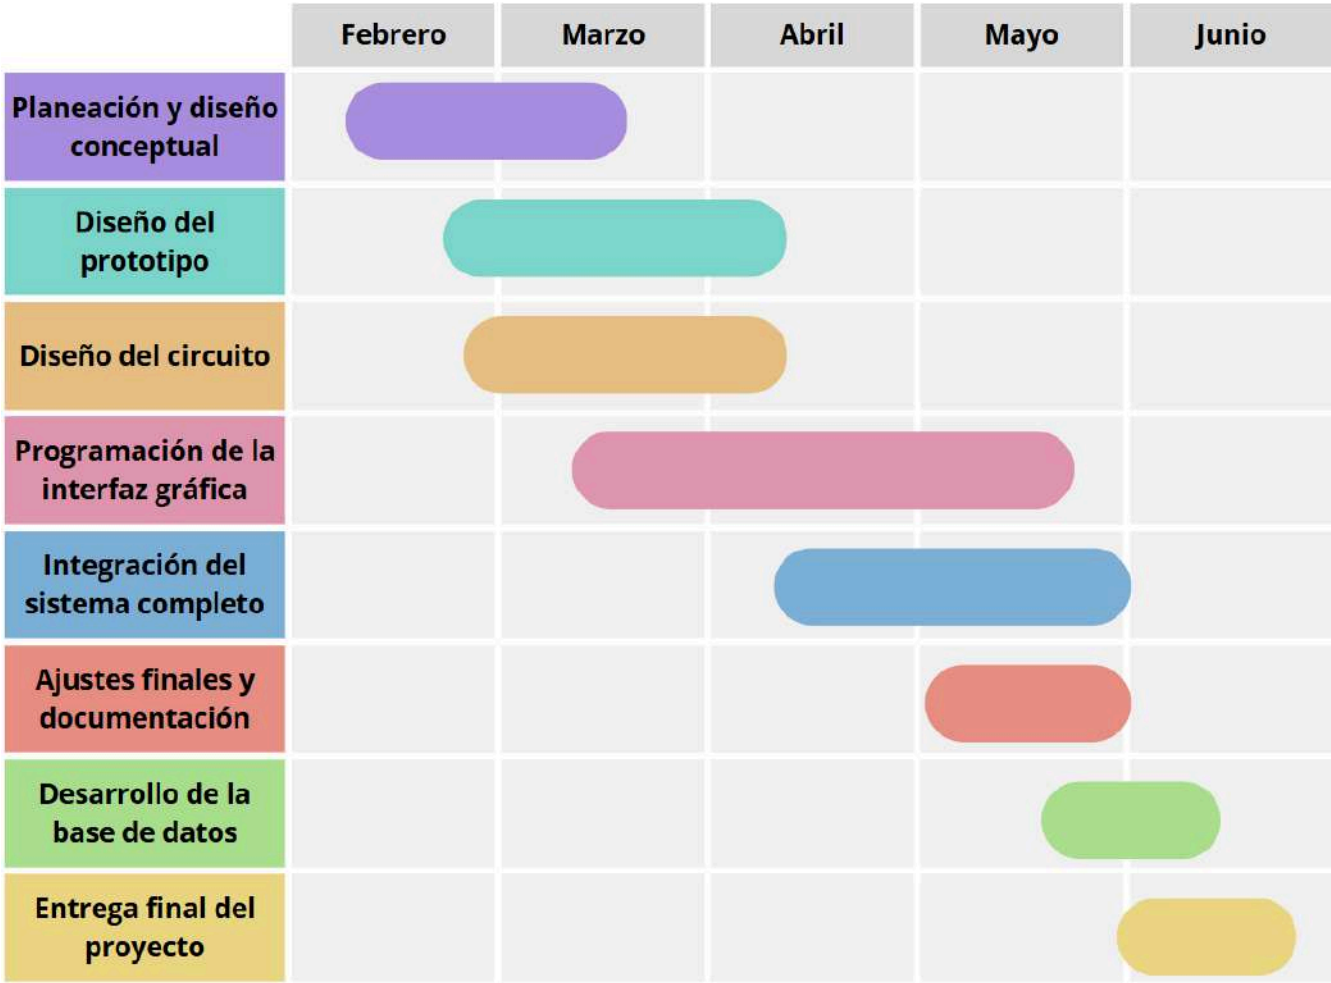 Febrero Marzo Abril Mayo Junio
Planeación y diseño
conceptual
Diseño del
prototipo
Diseño del circuito
Programación de la
interfaz gráfica
Integración del
sistema completo
Ajustes finales y
documentación
Desarrollo de la
base de datos
Entrega final del
proyecto